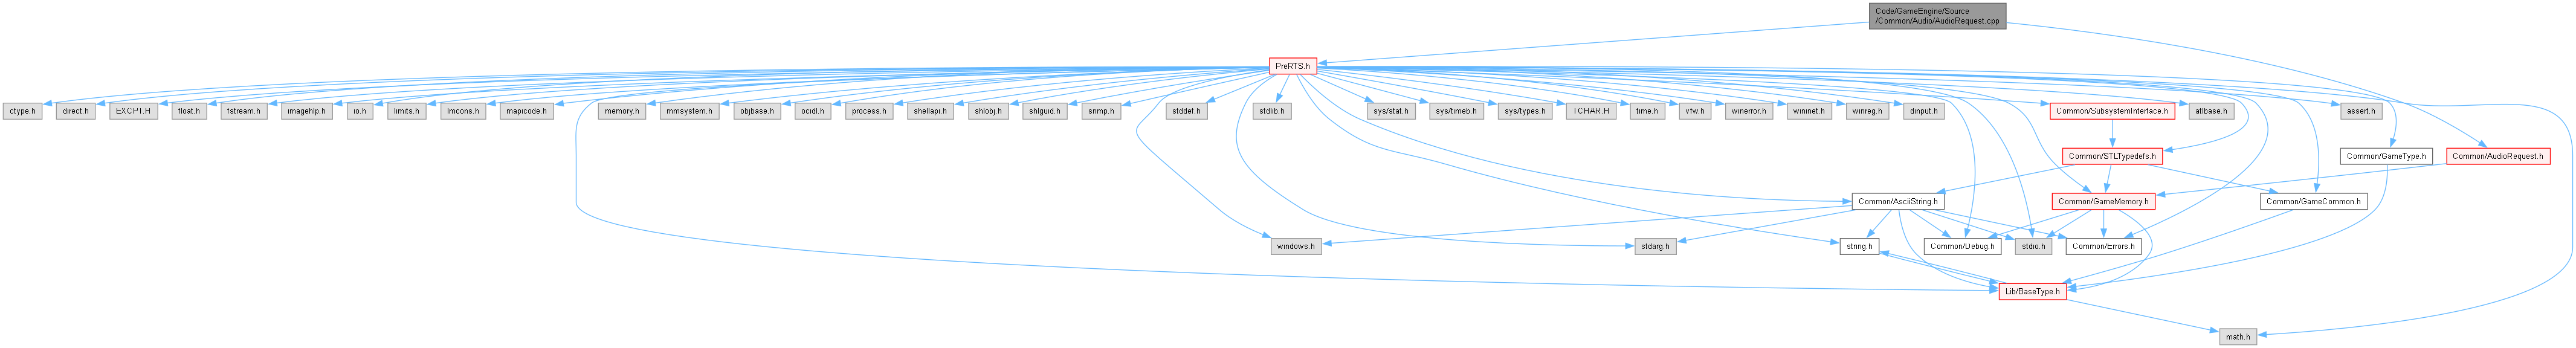 Code/GameEngine/Source
/Common/Audio/AudioRequest.cpp
PreRTS.h
ctype.h
direct.h
EXCPT.H
float.h
fstream.h
imagehlp.h
io.h
limits.h
lmcons.h
mapicode.h
memory.h
mmsystem.h
objbase.h
ocidl.h
process.h
shellapi.h
shlobj.h
shlguid.h
snmp.h
stddef.h
stdlib.h
sys/stat.h
sys/timeb.h
sys/types.h
TCHAR.H
time.h
vfw.h
winerror.h
wininet.h
winreg.h
dinput.h
Common/SubsystemInterface.h
atlbase.h
assert.h
Common/STLTypedefs.h
Common/GameType.h
Common/AudioRequest.h
Common/AsciiString.h
Common/GameMemory.h
Common/GameCommon.h
windows.h
stdarg.h
string.h
Common/Debug.h
stdio.h
Common/Errors.h
Lib/BaseType.h
math.h